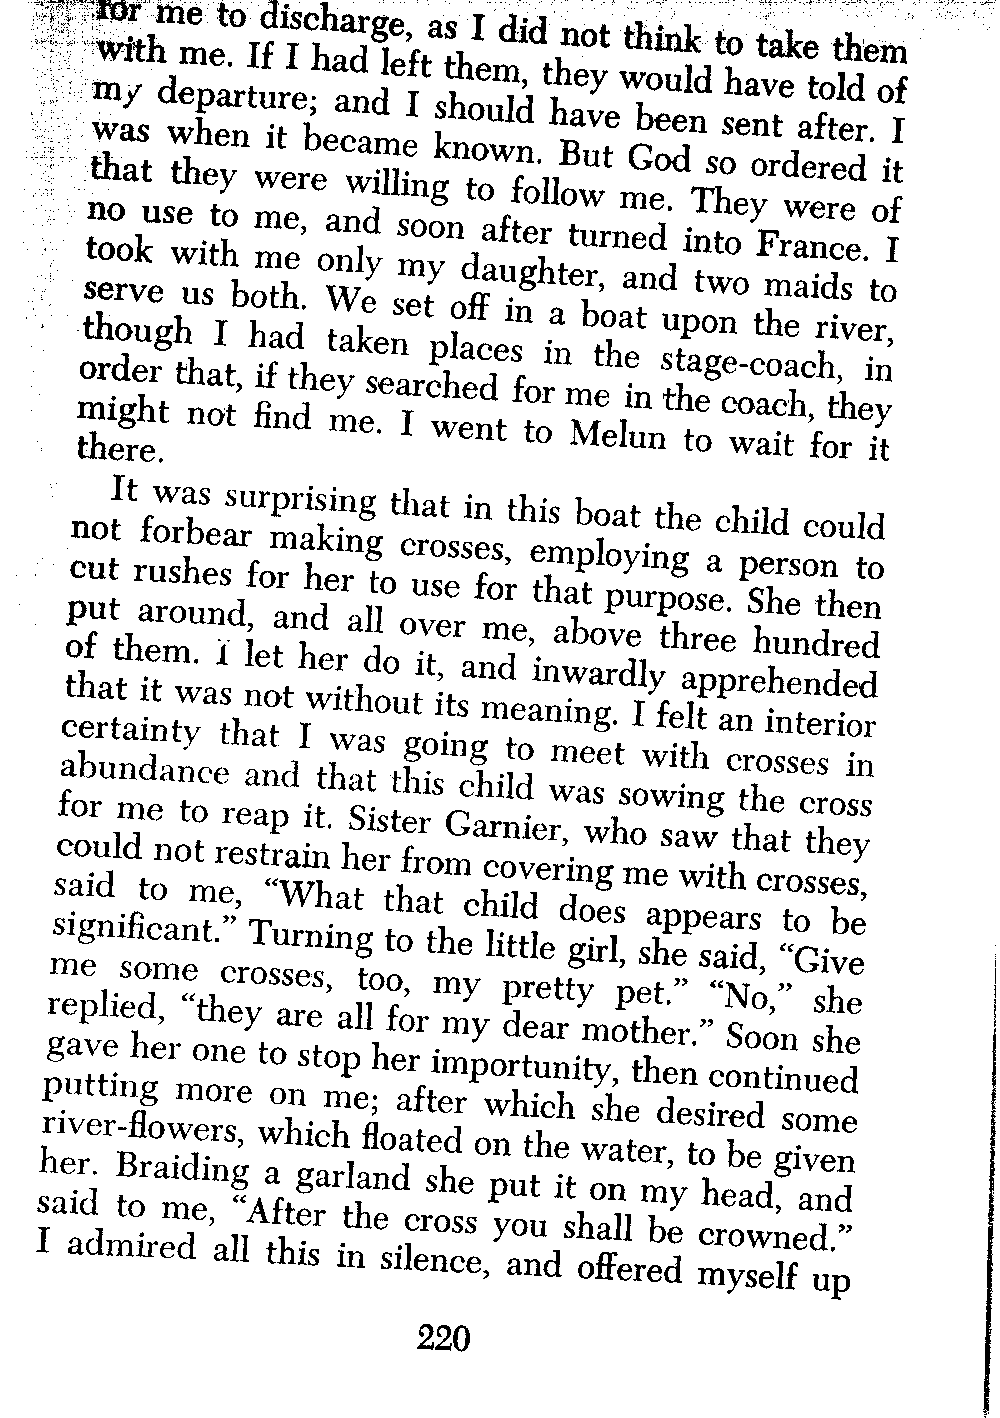 for me to discharge, as I did not think to take them
with me. If I had left them, they would have told of
my departure; and I should have been sent after. I
was when it became known. But God so ordered it
that they were willing to follow me. They were of
no use to me, and soon after turned into France. I
took with me only my daughter, and two maids to
serve us both. We set off in a boat upon the river,
though I had taken places in the stage-coach, in
order that, if they searched for me in the coach, they
might not find me. I went to Melun to wait for it
there.
It was surprising that in this boat the child could
not forbear making crosses, employing a person to
cut rushes for her to use for that purpose. She then
put around, and all over me, above three hundred
of them. I let her do it, and inwardly apprehended
that it was not without its meaning. I felt an interior
certainty that I was going to meet with crosses in
abundance and that this child was sowing the cross
for me to reap it. Sister Garnier, who saw that they
could not restrain her from covering me with crosses,
said to me, “What that child does appears to be
significant.” Turning to the little girl, she said, “Give
me some crosses, too, my pretty pet.” “No,” she
replied, “they are all for my dear mother.” Soon she
gave her one to stop her importunity, then continued
putting more on me; after which she desired some
river-flowers, which floated on the water, to be given
her. Braiding a garland she put it on my head, and
said to me, “After the cross you shall be crowned.”
I admired all this in silence, and offered myself up
220